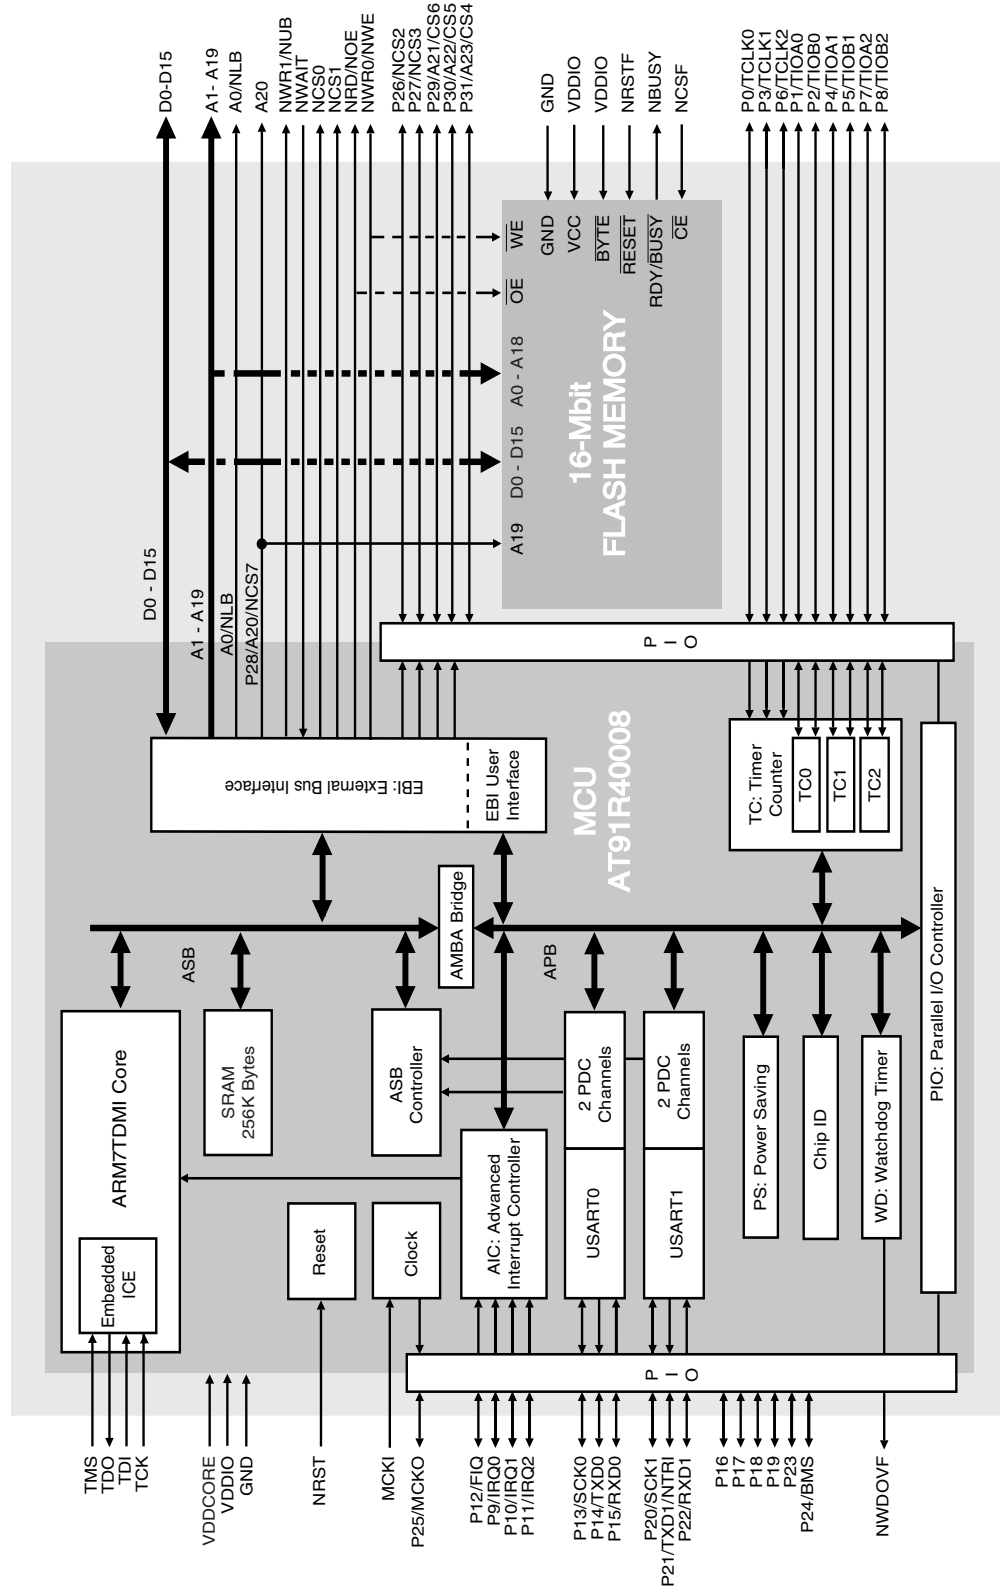 TMS
TDO
TDI
TCK
VDDCORE
VDDIO
GND
NRST
MCKI
P25/MCKO
P12/FIQ
P9/IRQ0
P10/IRQ1
P11/IRQ2
P13/SCK0
P14/TXD0
P15/RXD0
P20/SCK1
P21/TXD1/NTRI
P22/RXD1
P16
P17
P18
P19
P23
P24/BMS
NWDOVF
P
I
O
Embedded
ICE
ARM7TDMI Core
Reset
Clock
SRAM
256K Bytes
ASB
Controller
AIC: Advanced
Interrupt Controller
USART0
2 PDC
Channels
USART1
2 PDC
Channels
PS: Power Saving
Chip ID
WD: Watchdog Timer
PIO: Parallel I/O Controller
ASB
AMBA Bridge
APB
EBI: External Bus Interface
EBI User
Interface
MCU
AT91R40008
TC: Timer
Counter
TC0
TC1
TC2
P
I
O
D0 - D15
A1 - A19
A0/NLB
P28/A20/NCS7
A19
D0 - D15
A0 - A18
OE
WE
16-Mbit
FLASH MEMORY
GND
VCC
BYTE
RESET
RDY/BUSY
CE
D0-D15
A1- A19
A0/NLB
A20
NWR1/NUB
NWAIT
NCS0
NCS1
NRD/NOE
NWR0/NWE
P26/NCS2
P27/NCS3
P29/A21/CS6
P30/A22/CS5
P31/A23/CS4
GND
VDDIO
VDDIO
NRSTF
NBUSY
NCSF
P0/TCLK0
P3/TCLK1
P6/TCLK2
P1/TIOA0
P2/TIOB0
P4/TIOA1
P5/TIOB1
P7/TIOA2
P8/TIOB2